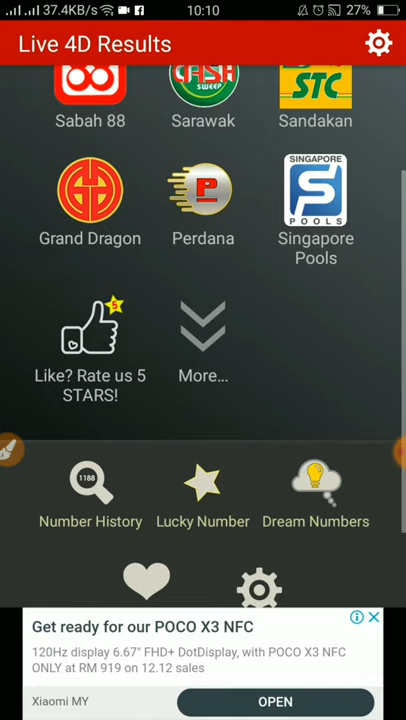 37.4KB/s
10:10
27%
Live 4D Results
CASH
SWEEP
STC
Sabah 88
Sarawak
Sandakan
SINGAPORE
P
POOLS
Grand Dragon
Perdana
Singapore
Pools
5
Like? Rate us 5
STARS!
More...
1188
Number History
Lucky Number
Dream Numbers
Get ready for our POCO X3 NFC
120Hz display 6.67" FHD+ DotDisplay, with POCO X3 NFC
ONLY at RM 919 on 12.12 sales
Xiaomi MY
OPEN